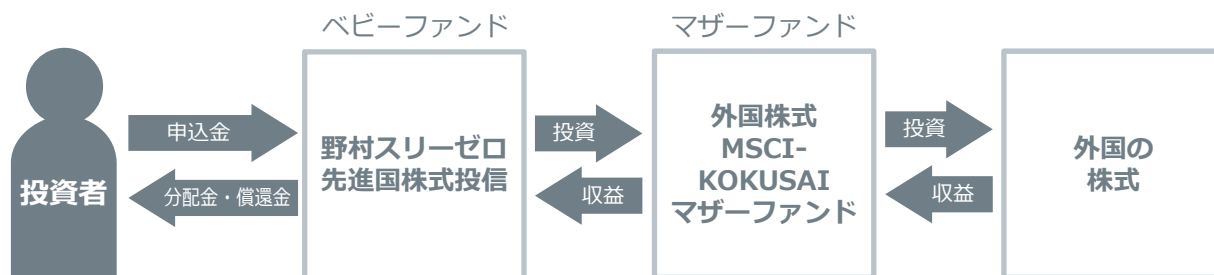 ベビーファンド
マザーファンド
投資者
申込金
分配金・償還金
野村スリーゼロ
先進国株式投信
投資
収益
外国株式
MSCI-
KOKUSAI
マザーファンド
投資
収益
外国の
株式